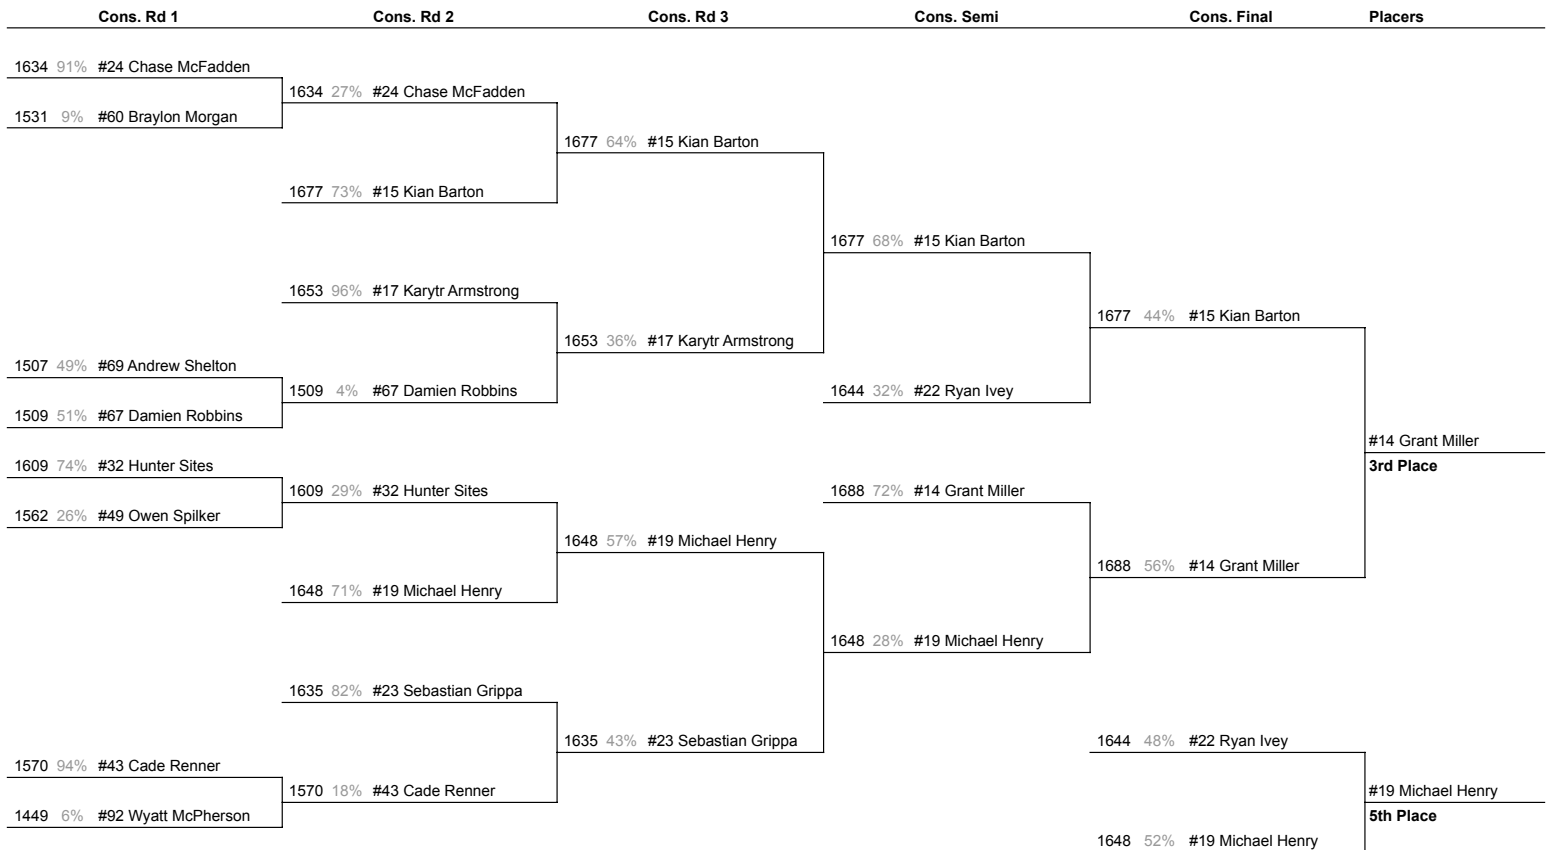 Cons. Rd 1 Cons. Rd 2 Cons. Rd 3 Cons. Semi Cons. Final Placers
1634 91% #24 Chase McFadden
1634 27% #24 Chase McFadden
1531 9% #60 Braylon Morgan
1677 64% #15 Kian Barton
1677 73% #15 Kian Barton
1677 68% #15 Kian Barton
1653 96% #17 Karytr Armstrong
1677 44% #15 Kian Barton
1653 36% #17 Karytr Armstrong
1507 49% #69 Andrew Shelton
1509 4% #67 Damien Robbins
1644 32% #22 Ryan Ivey
1509 51% #67 Damien Robbins
#14 Grant Miller
1609 74% #32 Hunter Sites
3rd Place
1609 29% #32 Hunter Sites
1688 72% #14 Grant Miller
1562 26% #49 Owen Spilker
1648 57% #19 Michael Henry
1688 56% #14 Grant Miller
1648 71% #19 Michael Henry
1648 28% #19 Michael Henry
1635 82% #23 Sebastian Grippa
1635 43% #23 Sebastian Grippa
1644 48% #22 Ryan Ivey
1570 94% #43 Cade Renner
1570 18% #43 Cade Renner
#19 Michael Henry
1449 6% #92 Wyatt McPherson
5th Place
1648 52% #19 Michael Henry